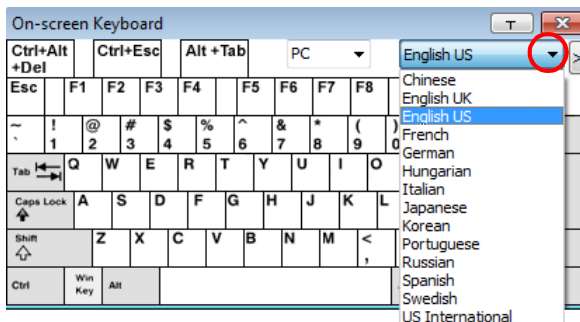 On-screen Keyboard
Ctrl+Alt +Del Ctrl+Esc Alt +Tab PC English US >
Esc F1 F2 F3 F4 F5 F6 F7 F8
~ ! @ # $ % ^ & * ( )
` 1 2 3 4 5 6 7 8 9 0
Tab Q W E R T Y U I O
Caps Lock A S D F G H J K L
Shift Z X C V B N M < ,
Ctrl Win Key Alt
Chinese
English UK
English US
French
German
Hungarian
Italian
Japanese
Korean
Portuguese
Russian
Spanish
Swedish
US International